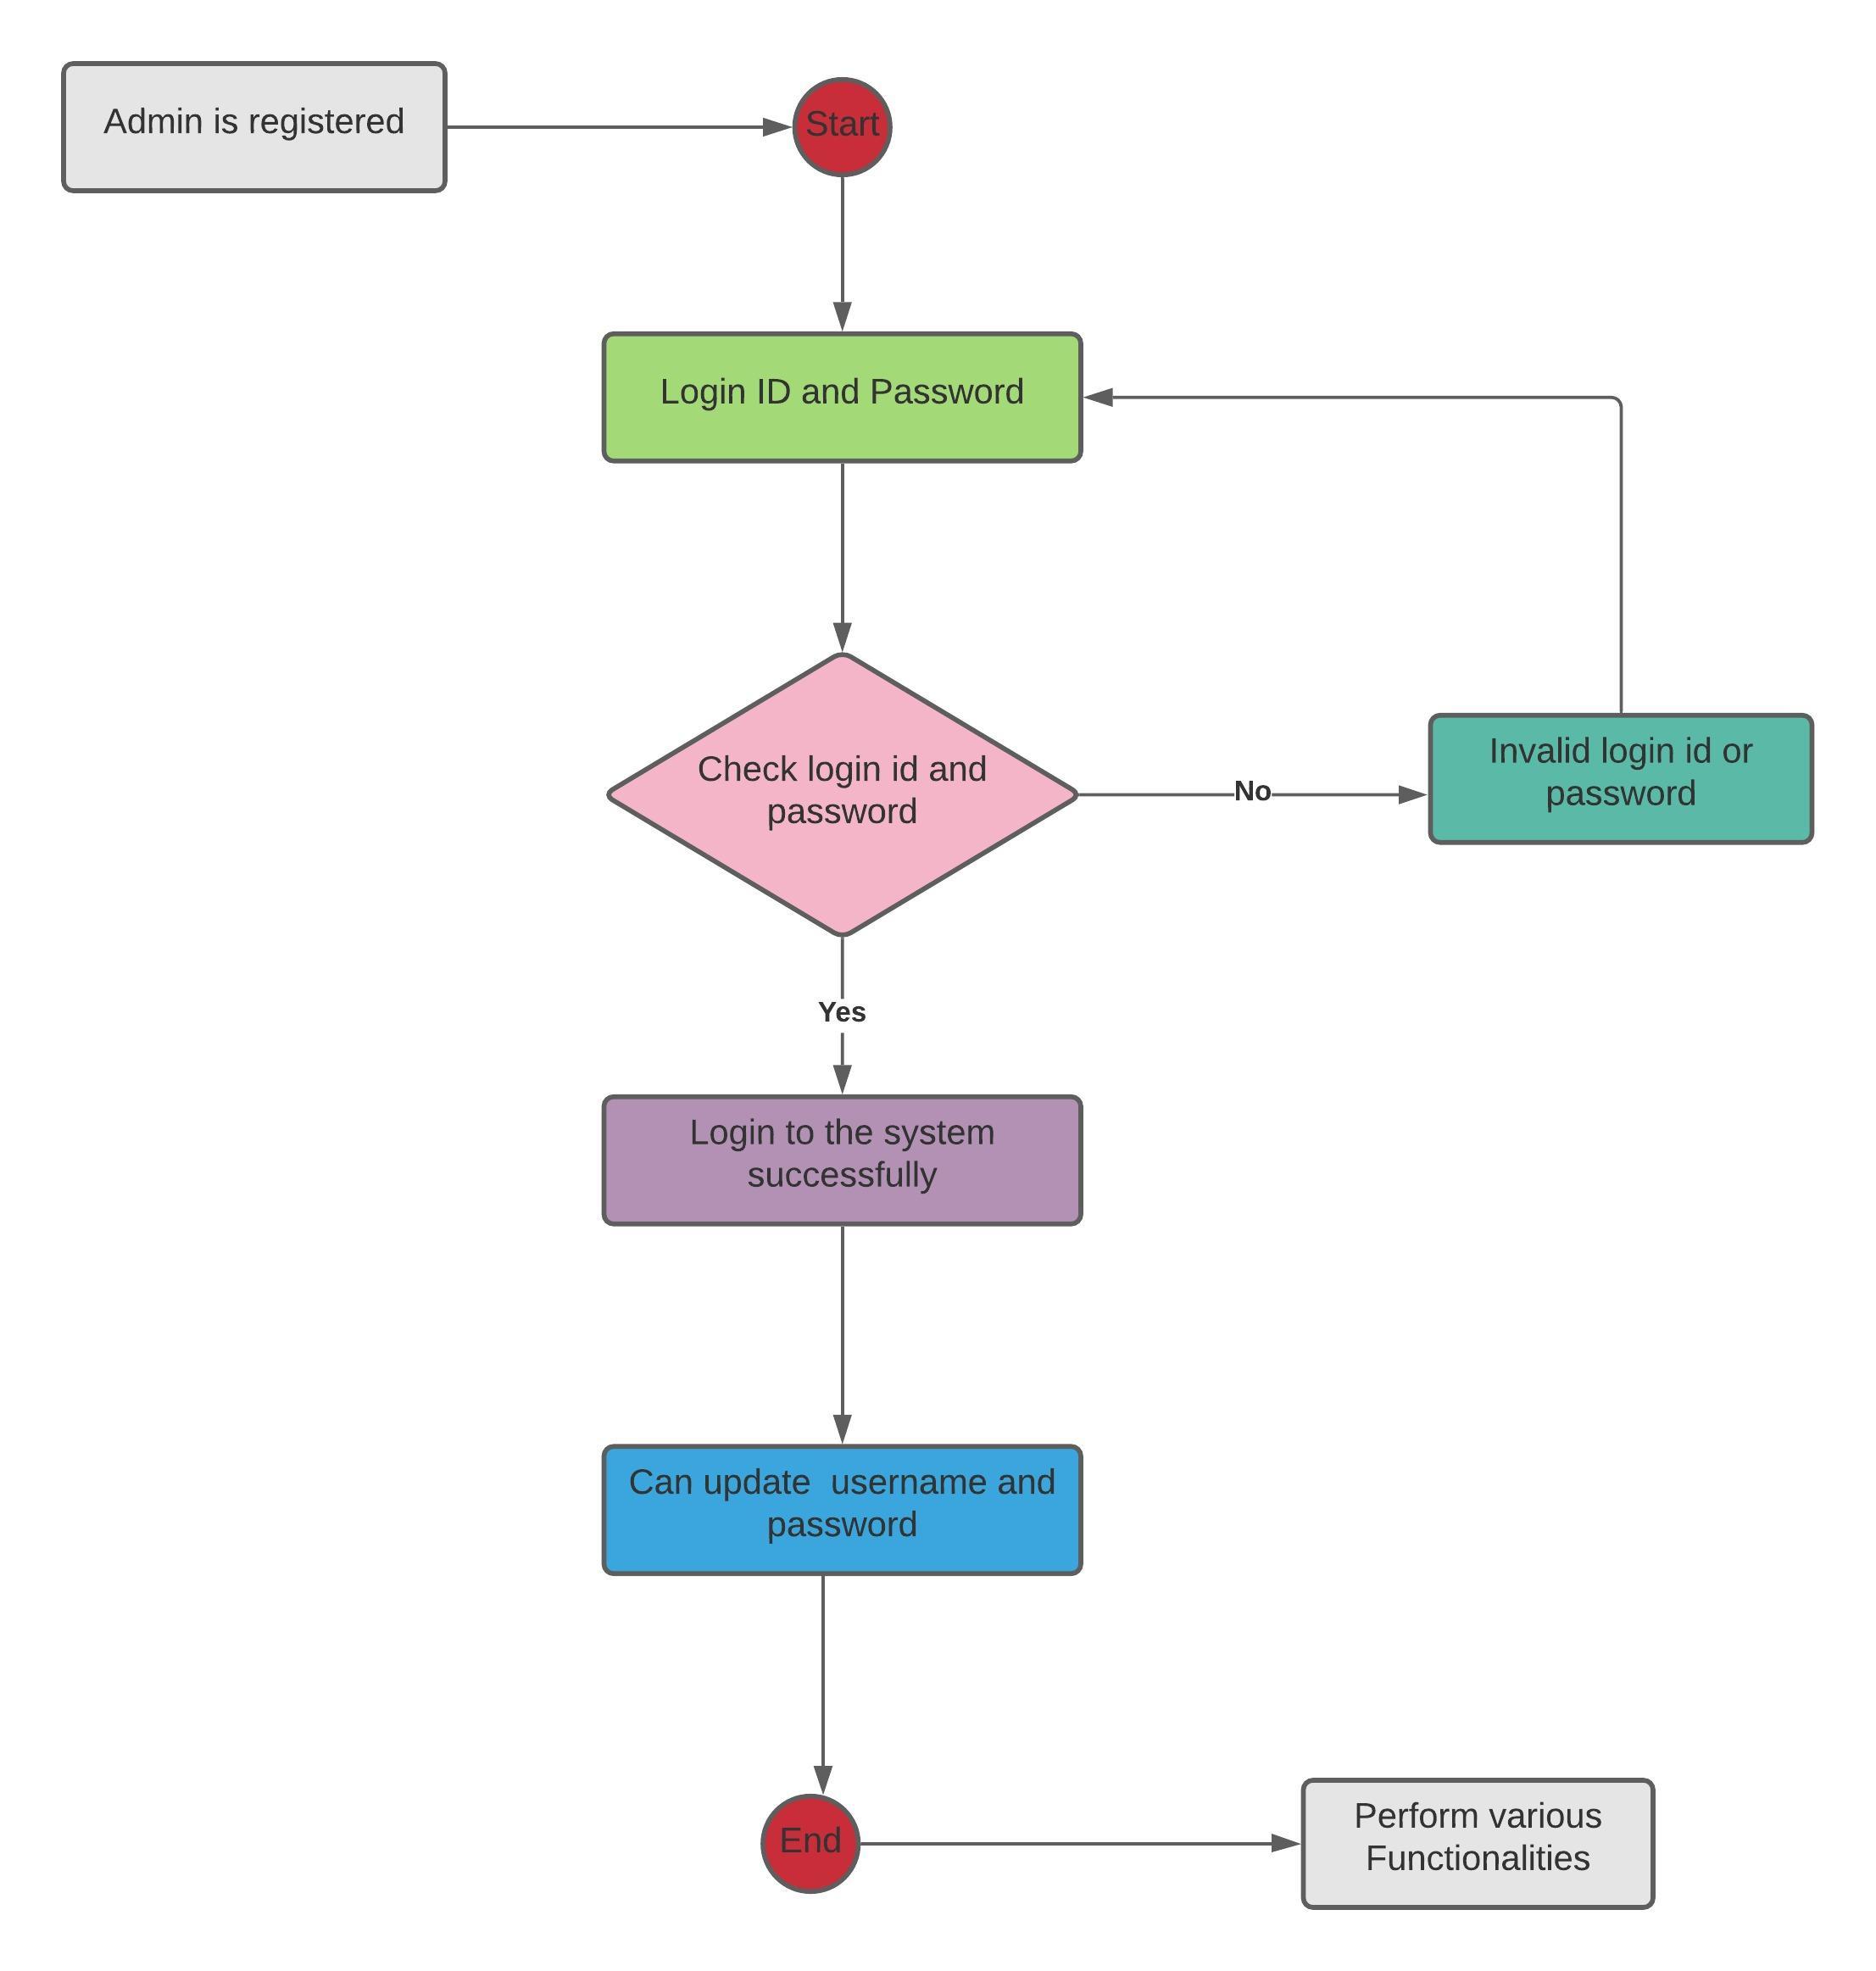 Admin is registered
Start
Login ID and Password
Check login id and
password
No
Invalid login id or
password
Yes
Login to the system
successfully
Can update  username and
password
End
Perform various
Functionalities